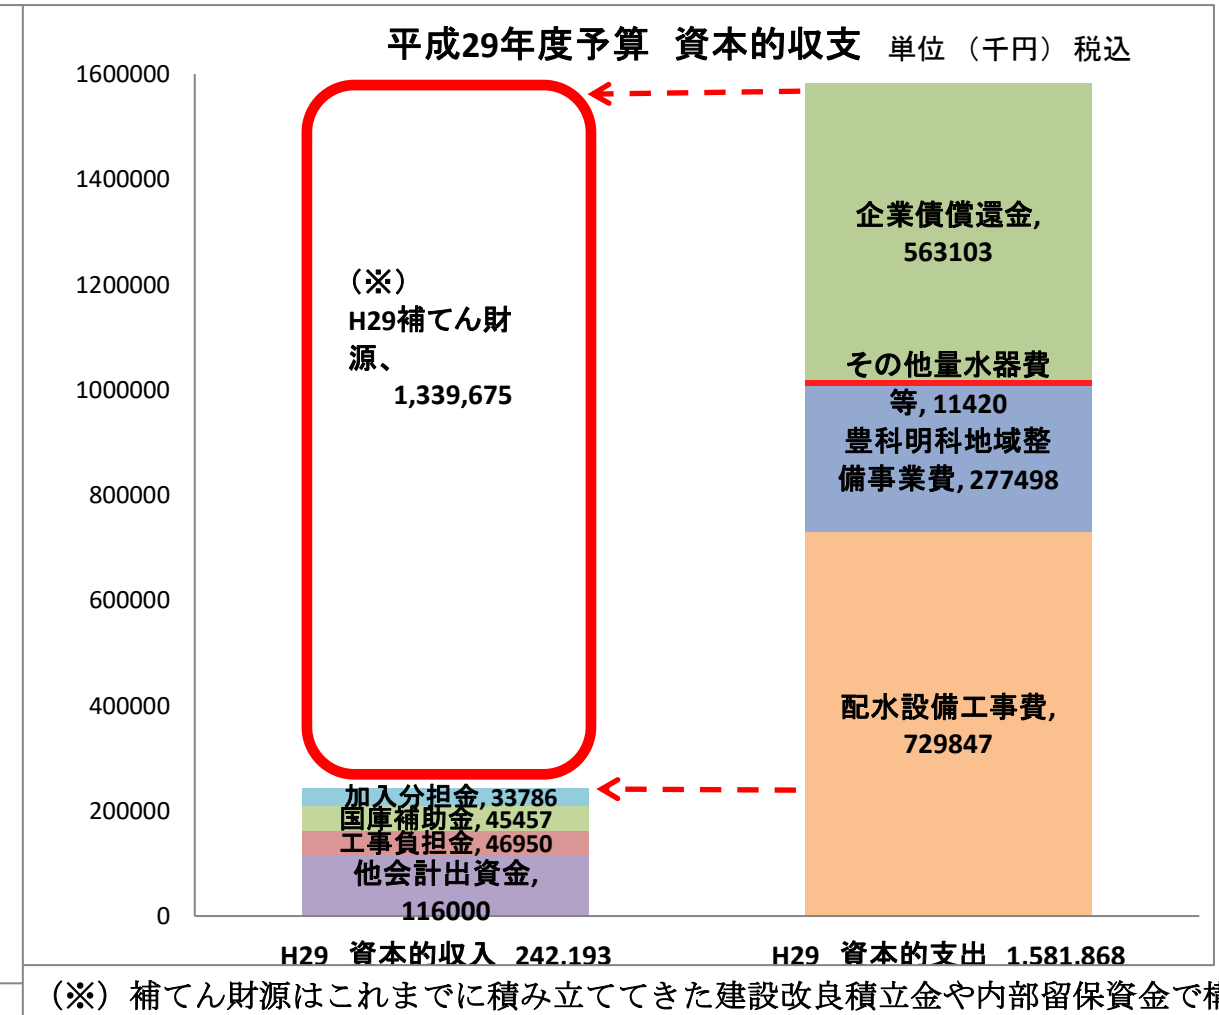 平成29年度予算 資本的収支 単位 （千円） 税込
1600000
1400000
1200000
1000000
800000
600000
400000
200000
0
（※）
H29補てん財
源、
1,339,675
加入分担金, 33786
国庫補助金, 45457
工事負担金, 46950
他会計出資金,
116000
企業債償還金,
563103
その他量水器費
等, 11420
豊科明科地域整
備事業費, 277498
配水設備工事費,
729847
H29 資本的収入 242,193
H29 資本的支出 1,581,868
（※）補てん財源はこれまでに積み立ててきた建設改良積立金や内部留保資金で